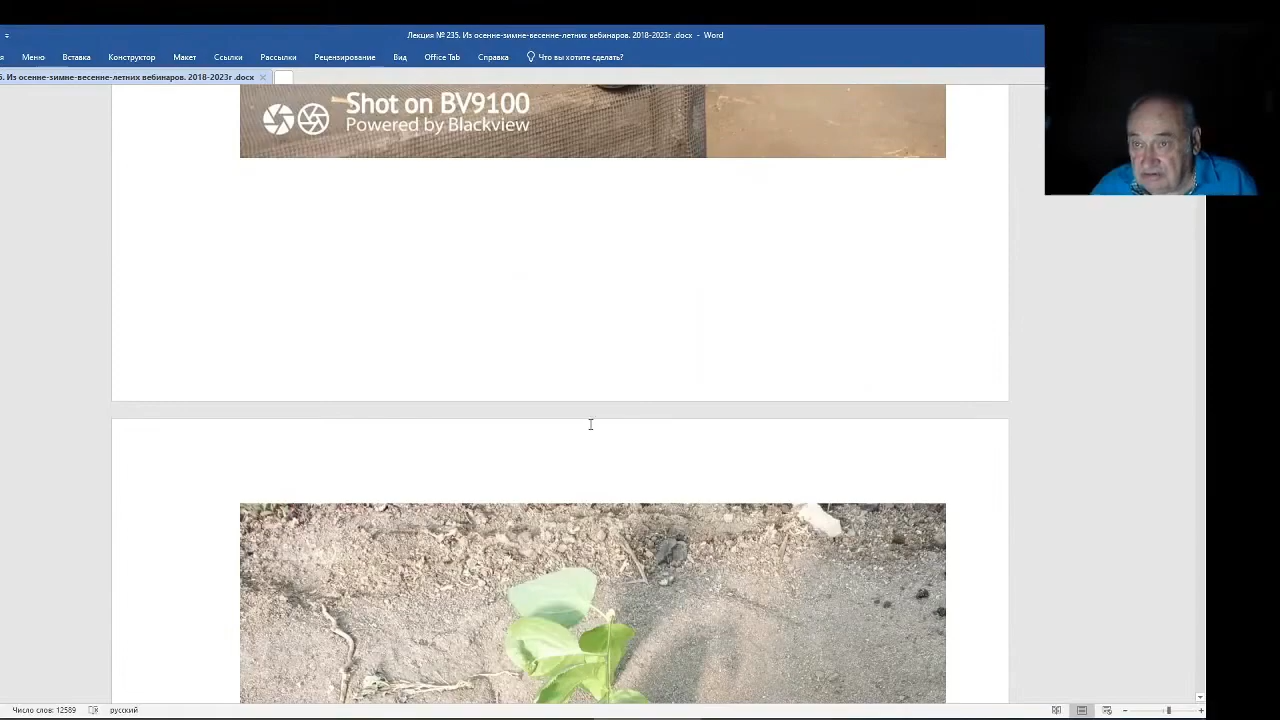 Лекция № 235. Из осенне-зимне-весенне-летних вебинаров. 2018-2023г .docx - Word
Меню Вставка Конструктор Макет Ссылки Рассылки Рецензирование Вид Office Tab Справка Что вы хотите сделать?
Из осенне-зимне-весенне-летних вебинаров. 2018-2023г .docx
Shot on BV9100
Powered by Blackview
Число слов: 12589 русский